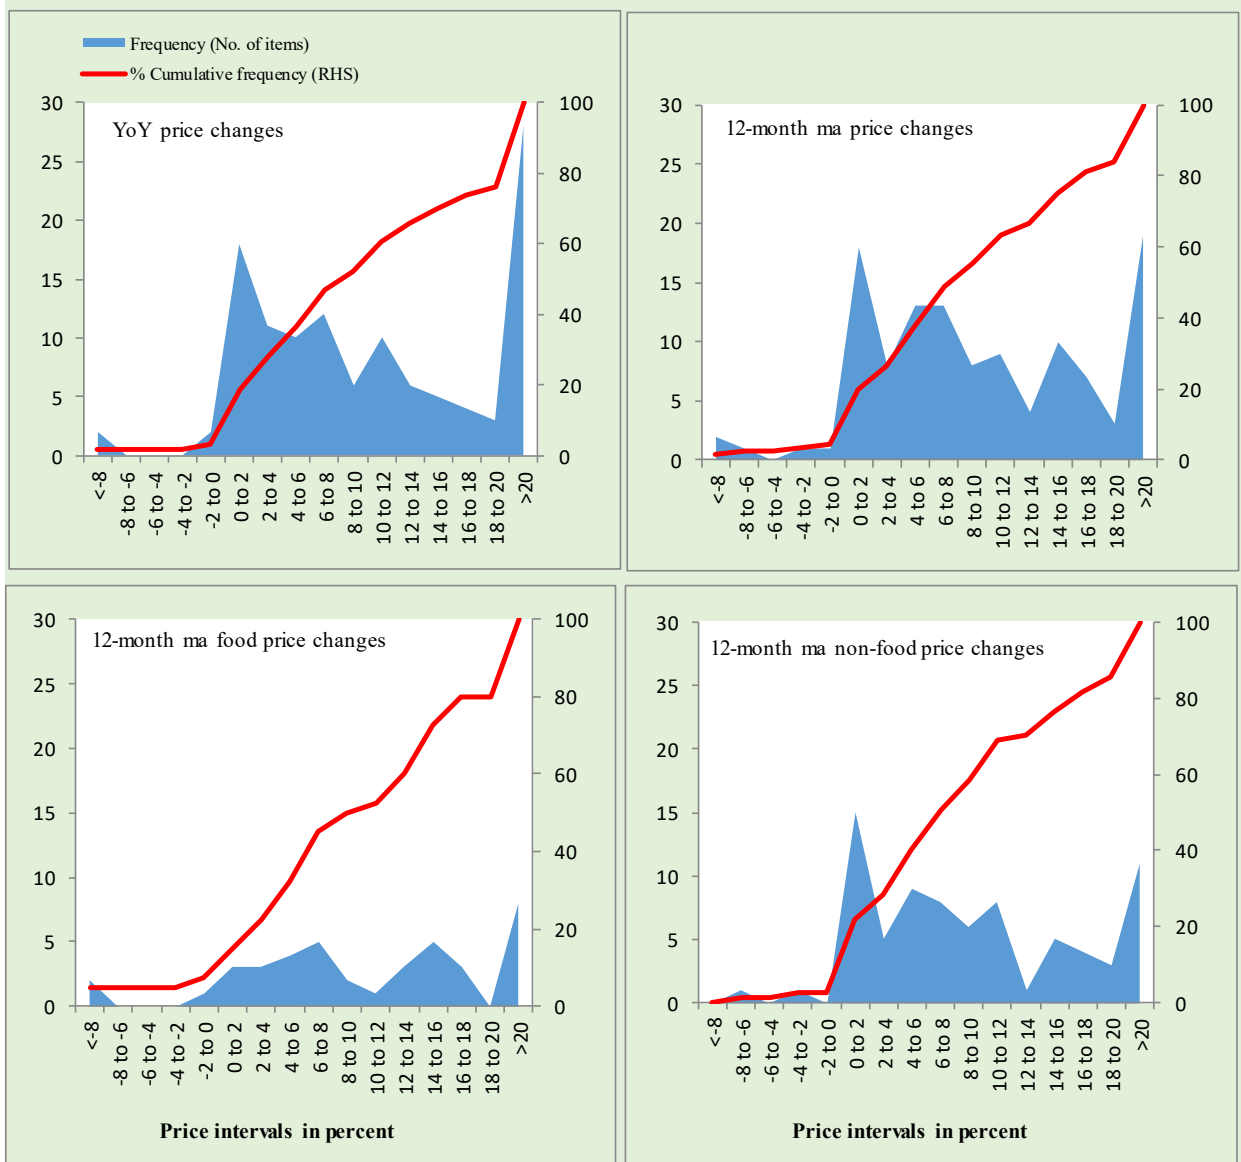 Frequency (No. of items)
% Cumulative frequency (RHS)
YoY price changes
30
25
20
15
10
5
0
100
80
60
40
20
0
<-8
-8 to -6
-6 to -4
-4 to -2
-2 to 0
0 to 2
2 to 4
4 to 6
6 to 8
8 to 10
10 to 12
12 to 14
14 to 16
16 to 18
18 to 20
>20
12-month ma price changes
30
25
20
15
10
5
0
100
80
60
40
20
0
<-8
-8 to -6
-6 to -4
-4 to -2
-2 to 0
0 to 2
2 to 4
4 to 6
6 to 8
8 to 10
10 to 12
12 to 14
14 to 16
16 to 18
18 to 20
>20
12-month ma food price changes
30
25
20
15
10
5
0
100
80
60
40
20
0
<-8
-8 to -6
-6 to -4
-4 to -2
-2 to 0
0 to 2
2 to 4
4 to 6
6 to 8
8 to 10
10 to 12
12 to 14
14 to 16
16 to 18
18 to 20
>20
Price intervals in percent
12-month ma non-food price changes
30
25
20
15
10
5
0
100
80
60
40
20
0
<-8
-8 to -6
-6 to -4
-4 to -2
-2 to 0
0 to 2
2 to 4
4 to 6
6 to 8
8 to 10
10 to 12
12 to 14
14 to 16
16 to 18
18 to 20
>20
Price intervals in percent